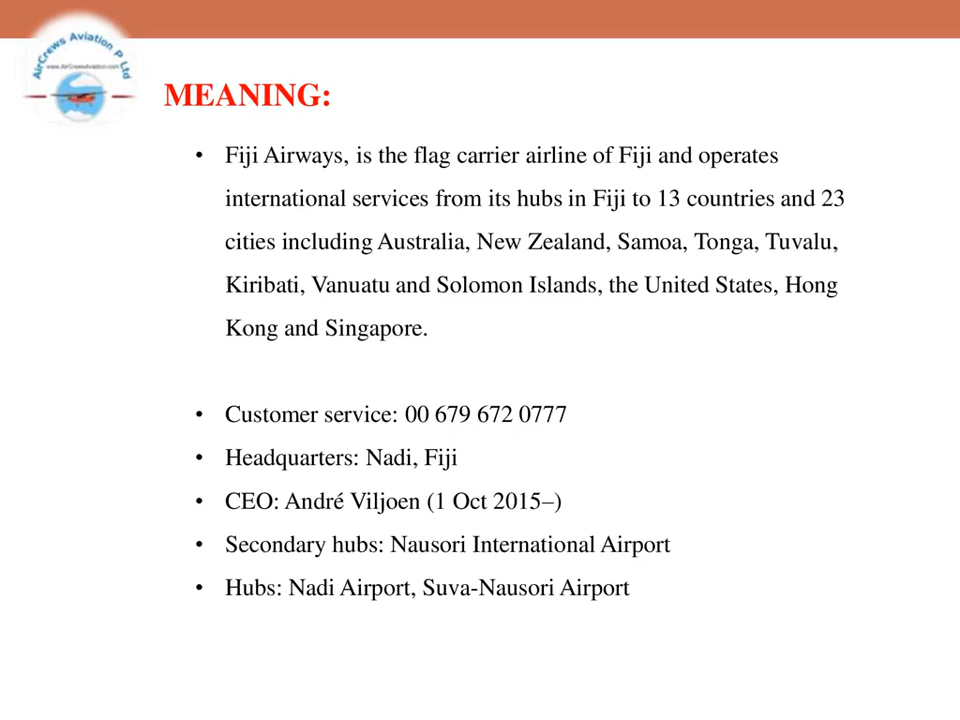 AirCrews Aviation P Ltd
www.AirCrewsAviation.com
MEANING:
• Fiji Airways, is the flag carrier airline of Fiji and operates
international services from its hubs in Fiji to 13 countries and 23
cities including Australia, New Zealand, Samoa, Tonga, Tuvalu,
Kiribati, Vanuatu and Solomon Islands, the United States, Hong
Kong and Singapore.
• Customer service: 00 679 672 0777
• Headquarters: Nadi, Fiji
• CEO: André Viljoen (1 Oct 2015–)
• Secondary hubs: Nausori International Airport
• Hubs: Nadi Airport, Suva-Nausori Airport